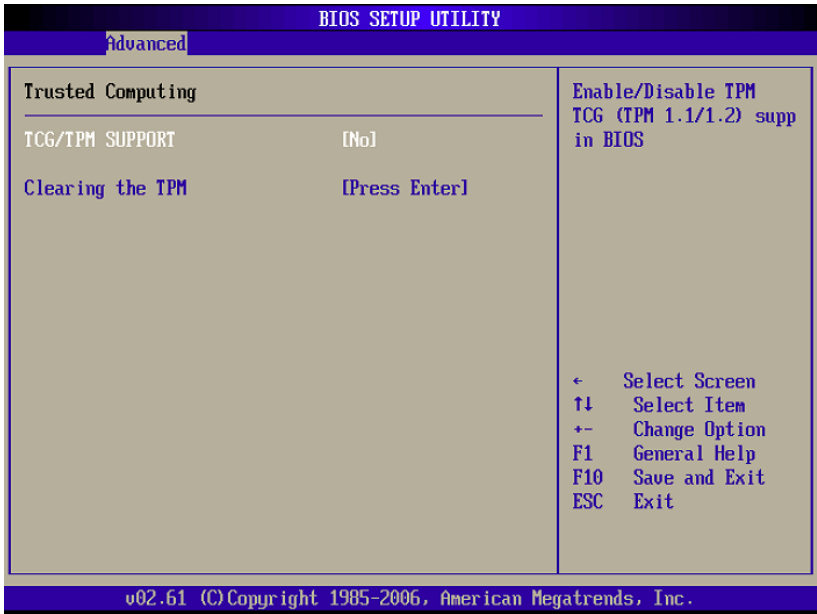 BIOS SETUP UTILITY
Advanced
Trusted Computing
TCG/TPM SUPPORT [No]
Clearing the TPM [Press Enter]
Enable/Disable TPM
TCG (TPM 1.1/1.2) supp
in BIOS
← Select Screen
↑↓ Select Item
+- Change Option
F1 General Help
F10 Save and Exit
ESC Exit
v02.61 (C)Copyright 1985-2006, American Megatrends, Inc.